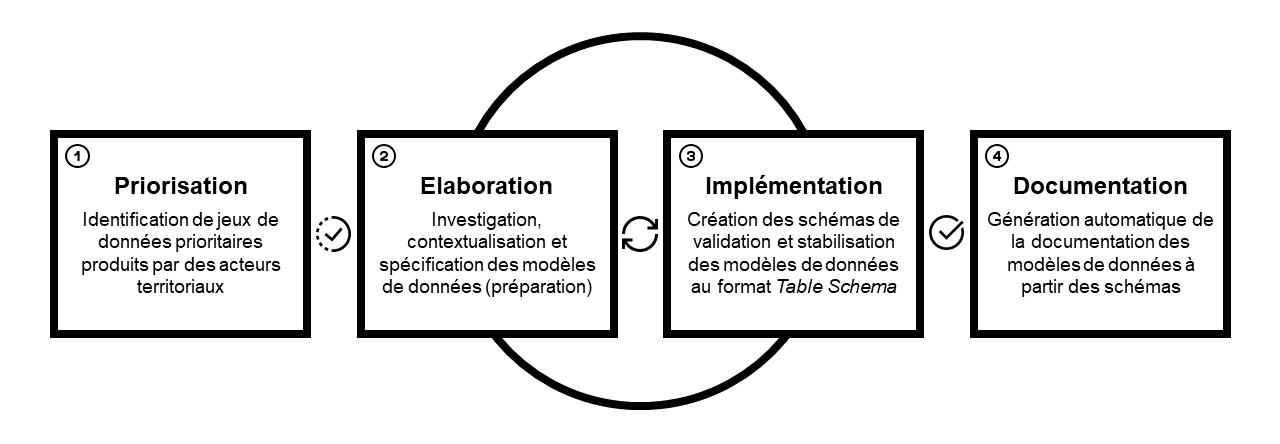 1
Priorisation
Identification de jeux de
données prioritaires
produits par des acteurs
territoriaux
2
Elaboration
Investigation,
contextualisation et
spécification des modèles
de données (préparation)
3
Implémentation
Création des schémas de
validation et stabilisation
des modèles de données
au format Table Schema
4
Documentation
Génération automatique de
la documentation des
modèles de données à
partir des schémas